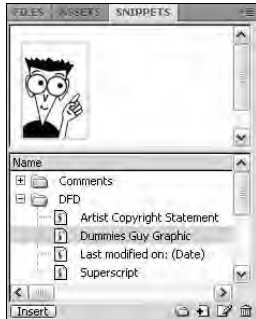 FILES ASSETS SNIPPETS
Name
Comments
DFD
Artist Copyright Statement
Dummies Guy Graphic
Last modified on: (Date)
Superscript
Insert